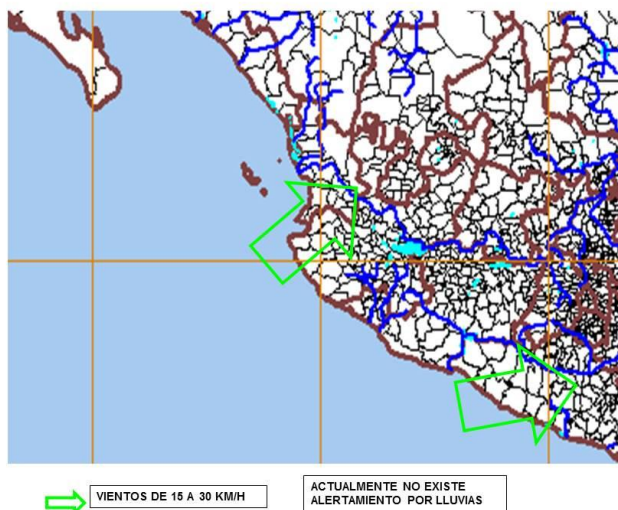 VIENTOS DE 15 A 30 KM/H
ACTUALMENTE NO EXISTE
ALERTAMIENTO POR LLUVIAS